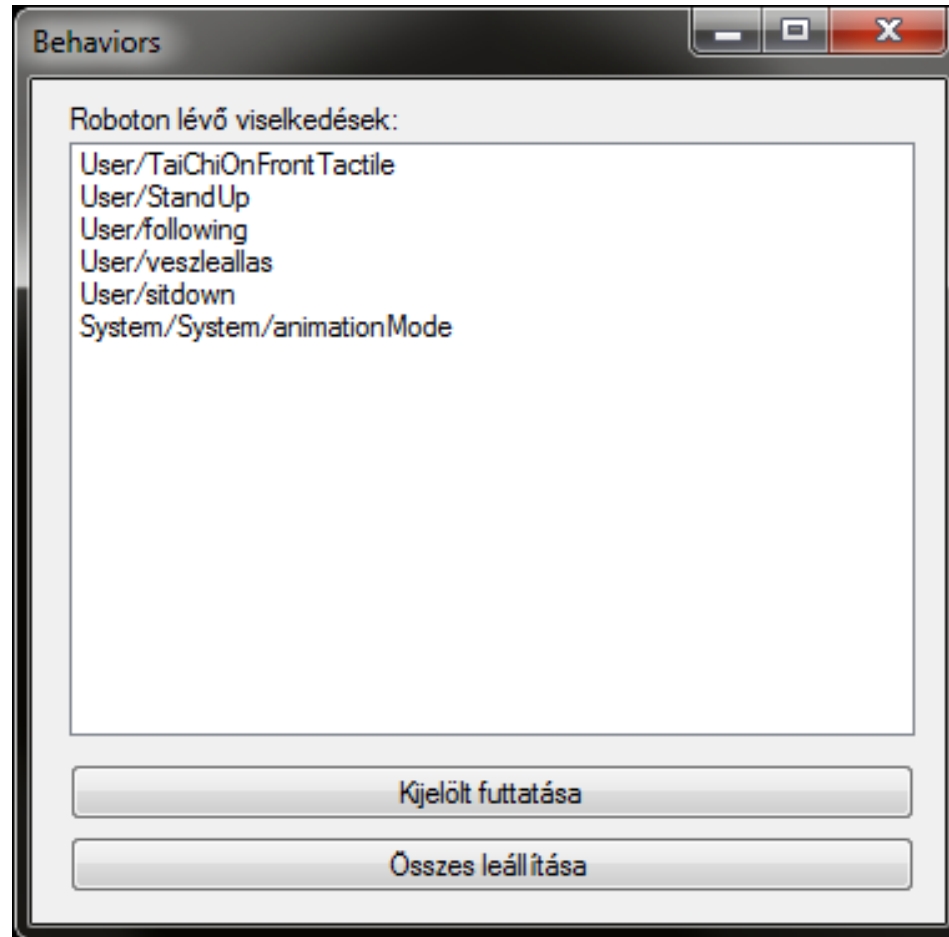 Behaviors
Roboton lévő viselkedések:
User/TaiChiOnFrontTactile
User/StandUp
User/following
User/veszleallas
User/sitdown
System/System/animationMode
Kijelölt futtatása
Összes leállítása